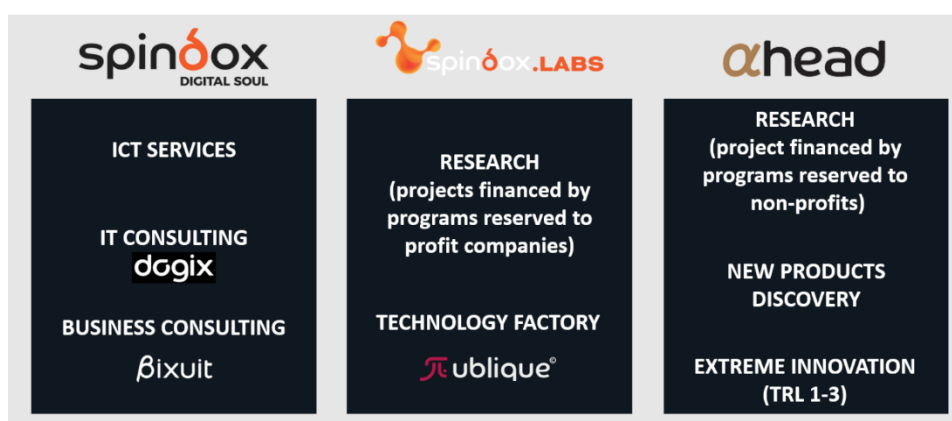 spindox
DIGITAL SOUL
ICT SERVICES
IT CONSULTING
dogix
BUSINESS CONSULTING
βixuit
spindox.LABS
RESEARCH
(projects financed by
programs reserved to
profit companies)
TECHNOLOGY FACTORY
πublique©
αhead
RESEARCH
(project financed by
programs reserved to
non-profits)
NEW PRODUCTS
DISCOVERY
EXTREME INNOVATION
(TRL 1-3)